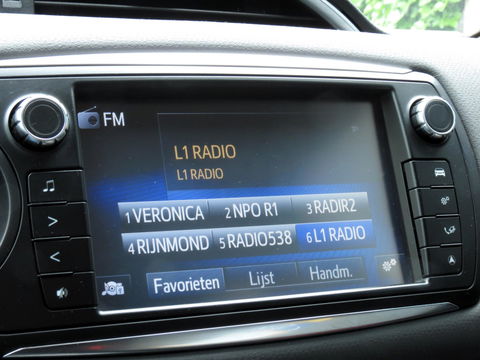 FM
L1 RADIO
L1 RADIO
1 VERONICA 2 NPO R1 3 RADIR2
4 RIJNMOND 5 RADIO538 6 L1 RADIO
Favorieten Lijst Handm.